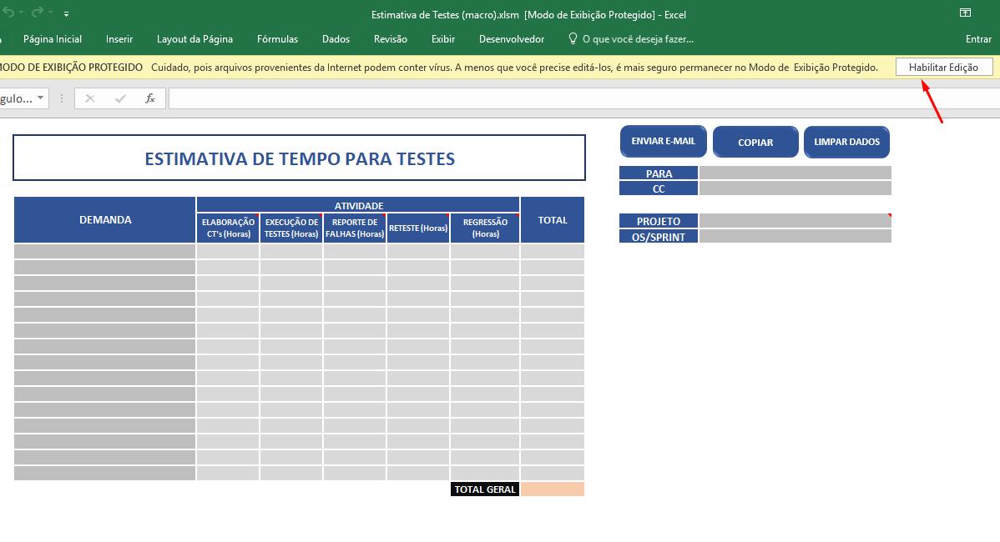 Estimativa de Testes (macro).xlsm [Modo de Exibição Protegido] - Excel
Página Inicial Inserir Layout da Página Fórmulas Dados Revisão Exibir Desenvolvedor O que você deseja fazer... Entrar
MODO DE EXIBIÇÃO PROTEGIDO Cuidado, pois arquivos provenientes da Internet podem conter vírus. A menos que você precise editá-los, é mais seguro permanecer no Modo de Exibição Protegido. Habilitar Edição
gulo... fx
ESTIMATIVA DE TEMPO PARA TESTES
ENVIAR E-MAIL COPIAR LIMPAR DADOS
PARA
CC
DEMANDA
ATIVIDADE
ELABORAÇÃO
CT's (Horas)
EXECUÇÃO DE
TESTES (Horas)
REPORTE DE
FALHAS (Horas)
RETESTE (Horas)
REGRESSÃO
(Horas)
TOTAL
PROJETO
OS/SPRINT
TOTAL GERAL